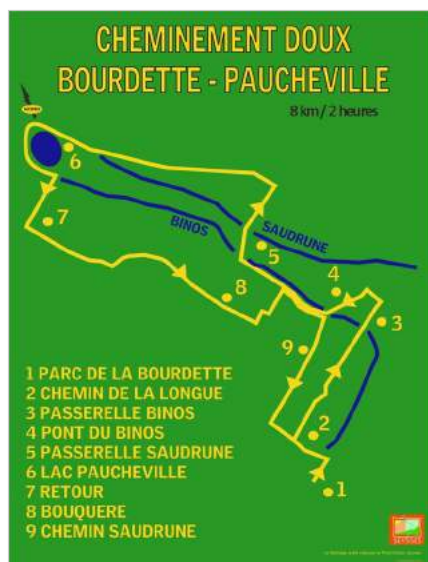 CHEMINEMENT DOUX
BOURDETTE - PAUCHEVILLE
8 km / 2 heures
6
7
BINOS
SAUDRUNE
5
4
8
3
9
2
1
1 PARC DE LA BOURDETTE
2 CHEMIN DE LA LONGUE
3 PASSERELLE BINOS
4 PONT DU BINOS
5 PASSERELLE SAUDRUNE
6 LAC PAUCHEVILLE
7 RETOUR
8 BOUQUERE
9 CHEMIN SAUDRUNE